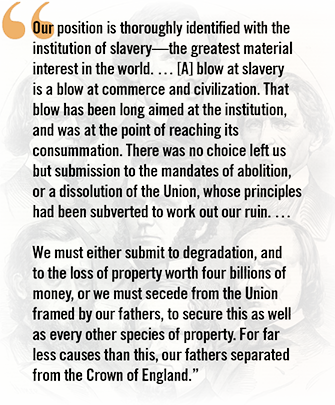 “Our position is thoroughly identified with the
institution of slavery—the greatest material
interest in the world. … [A] blow at slavery
is a blow at commerce and civilization. That
blow has been long aimed at the institution,
and was at the point of reaching its
consummation. There was no choice left us
but submission to the mandates of abolition,
or a dissolution of the Union, whose principles
had been subverted to work out our ruin. …
We must either submit to degradation, and
to the loss of property worth four billions of
money, or we must secede from the Union
framed by our fathers, to secure this as well
as every other species of property. For far
less causes than this, our fathers separated
from the Crown of England.”